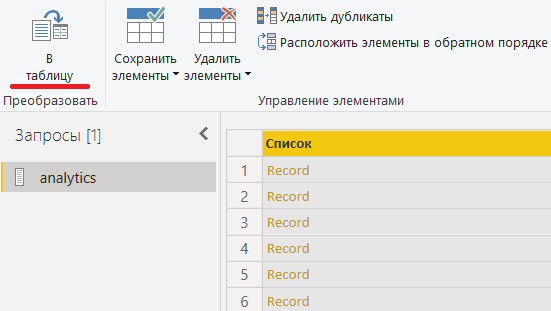 В
таблицу
Преобразовать
Сохранить
элементы
Удалить
элементы
Удалить дубликаты
Расположить элементы в обратном порядке
Управление элементами
Запросы [1]
analytics
Список
1 Record
2 Record
3 Record
4 Record
5 Record
6 Record